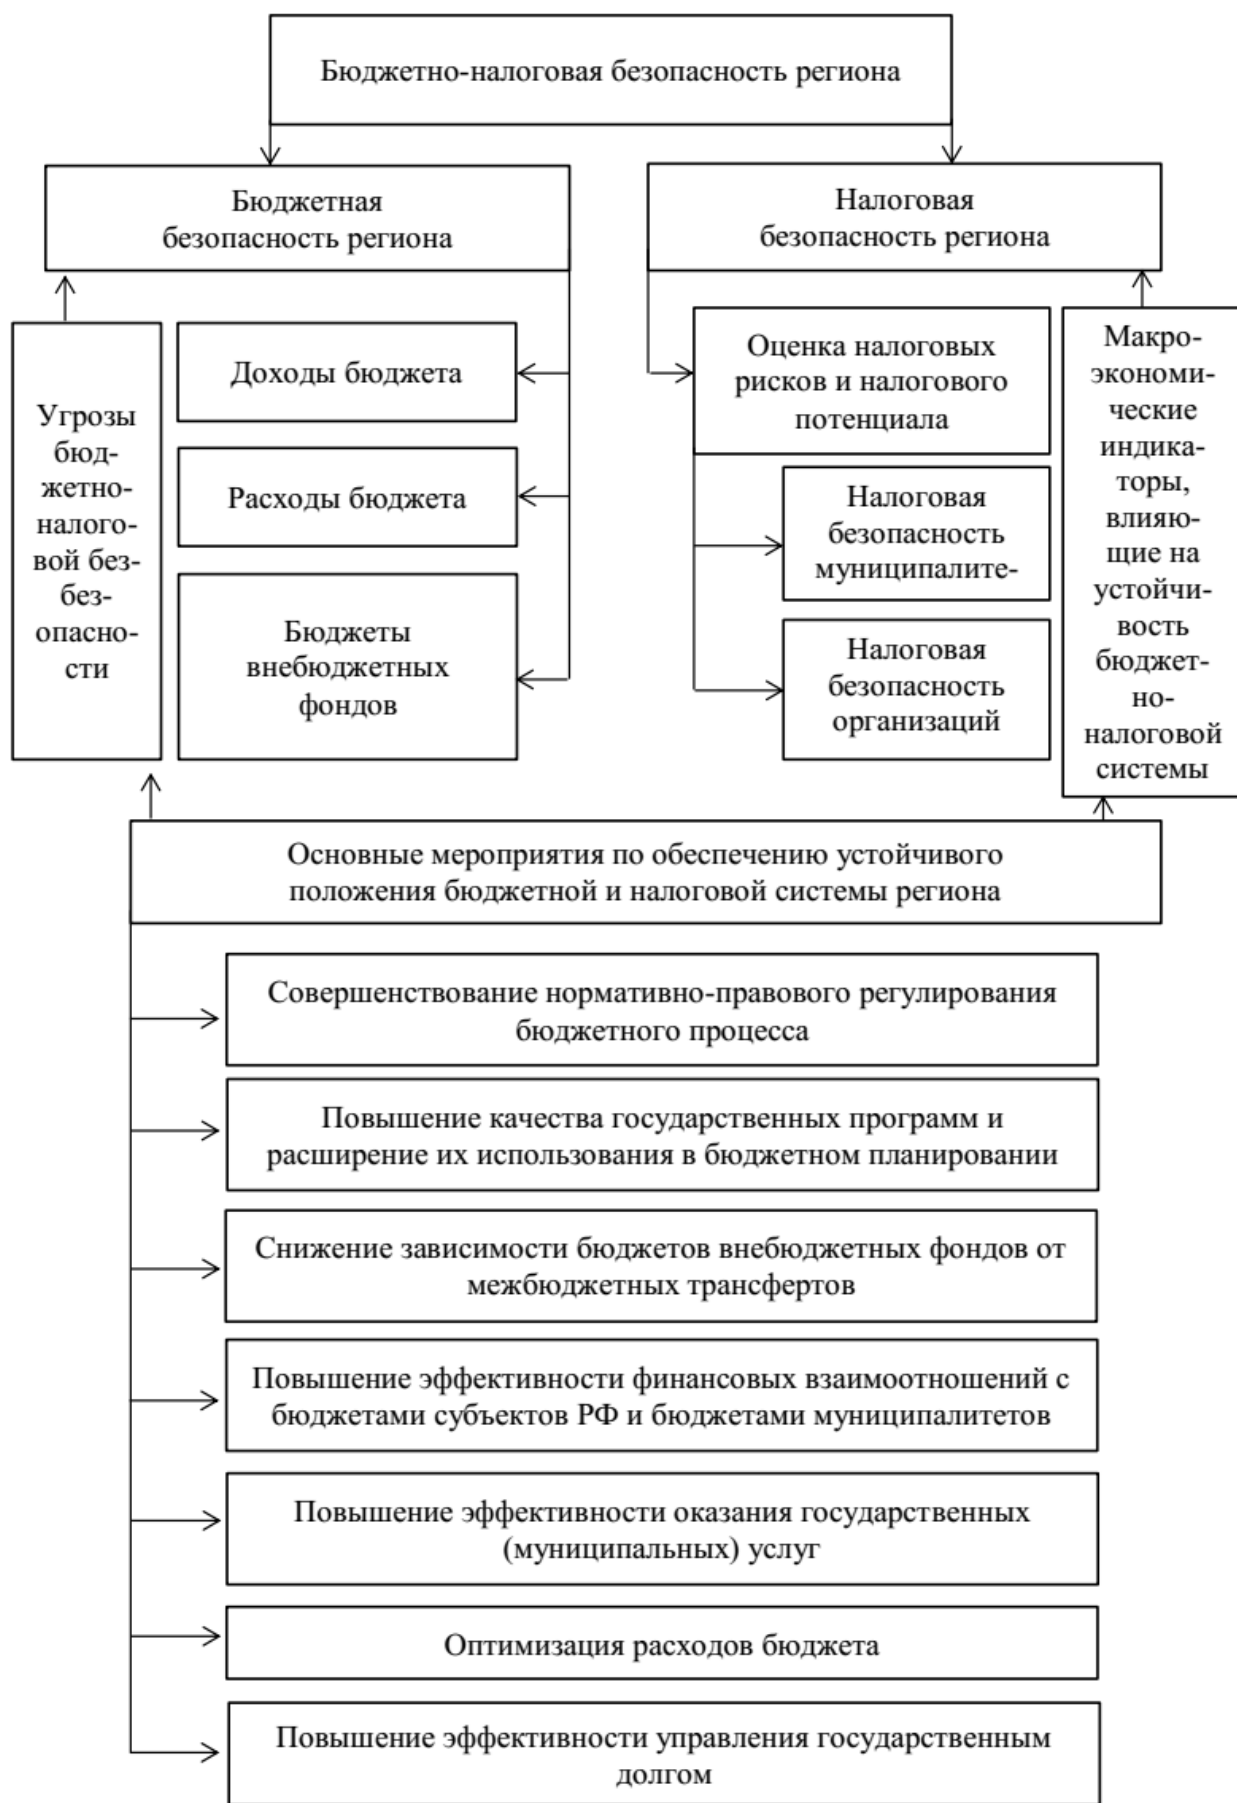 Бюджетно-налоговая безопасность региона
Бюджетная
безопасность региона
Налоговая
безопасность региона
Угрозы
бюд-
жетно-
налого-
вой без-
без-
опасно-
сти
Доходы бюджета
Расходы бюджета
Бюджеты
внебюджетных
фондов
Оценка налоговых
рисков и налогового
потенциала
Налоговая
безопасность
муниципалите-
Налоговая
безопасность
организаций
Макро-
экономи-
ческие
индика-
торы,
влияю-
щие на
устойчи-
вость
бюджет-
но-
налоговой
системы
Основные мероприятия по обеспечению устойчивого
положения бюджетной и налоговой системы региона
Совершенствование нормативно-правового регулирования
бюджетного процесса
Повышение качества государственных программ и
расширение их использования в бюджетном планировании
Снижение зависимости бюджетов внебюджетных фондов от
межбюджетных трансфертов
Повышение эффективности финансовых взаимоотношений с
бюджетами субъектов РФ и бюджетами муниципалитетов
Повышение эффективности оказания государственных
(муниципальных) услуг
Оптимизация расходов бюджета
Повышение эффективности управления государственным
долгом